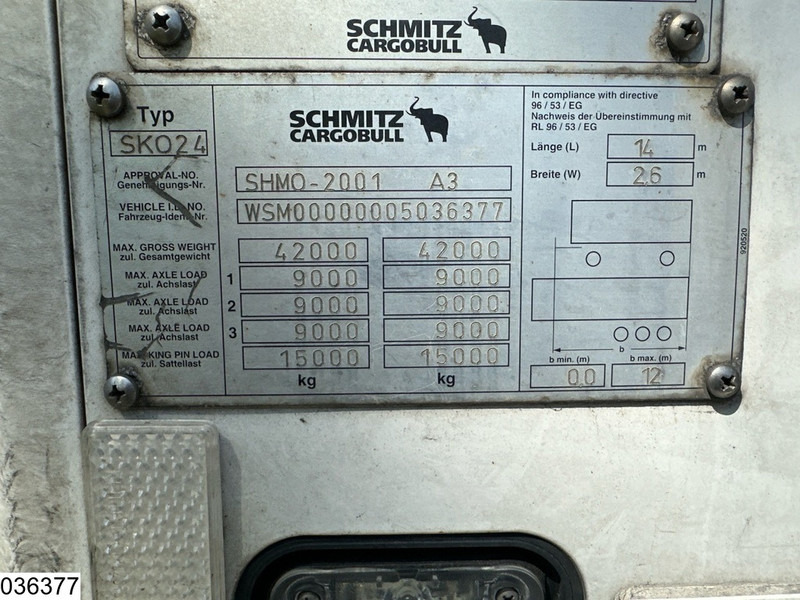 SCHMITZ
CARGOBULL
Typ
SKO24
SCHMITZ
CARGOBULL
APPROVAL-NO.
Genehmigungs-Nr.
SHMO-2001 A3
VEHICLE I.D. NO.
Fahrzeug-Ident-Nr.
WSM00000005036377
MAX. GROSS WEIGHT
zul. Gesamtgewicht
42000 42000
MAX. AXLE LOAD
zul. Achslast
1 9000 9000
MAX. AXLE LOAD
zul. Achslast
2 9000 9000
MAX. AXLE LOAD
zul. Achslast
3 9000 9000
MAX. KING PIN LOAD
zul. Sattellast
15000 15000
kg kg
In compliance with directive
96 / 53 / EG
Nachweis der Übereinstimmung mit
RL 96 / 53 / EG
Länge (L) 14 m
Breite (W) 2.6 m
b
b min. (m) b max. (m)
0.0 12
920520
036377